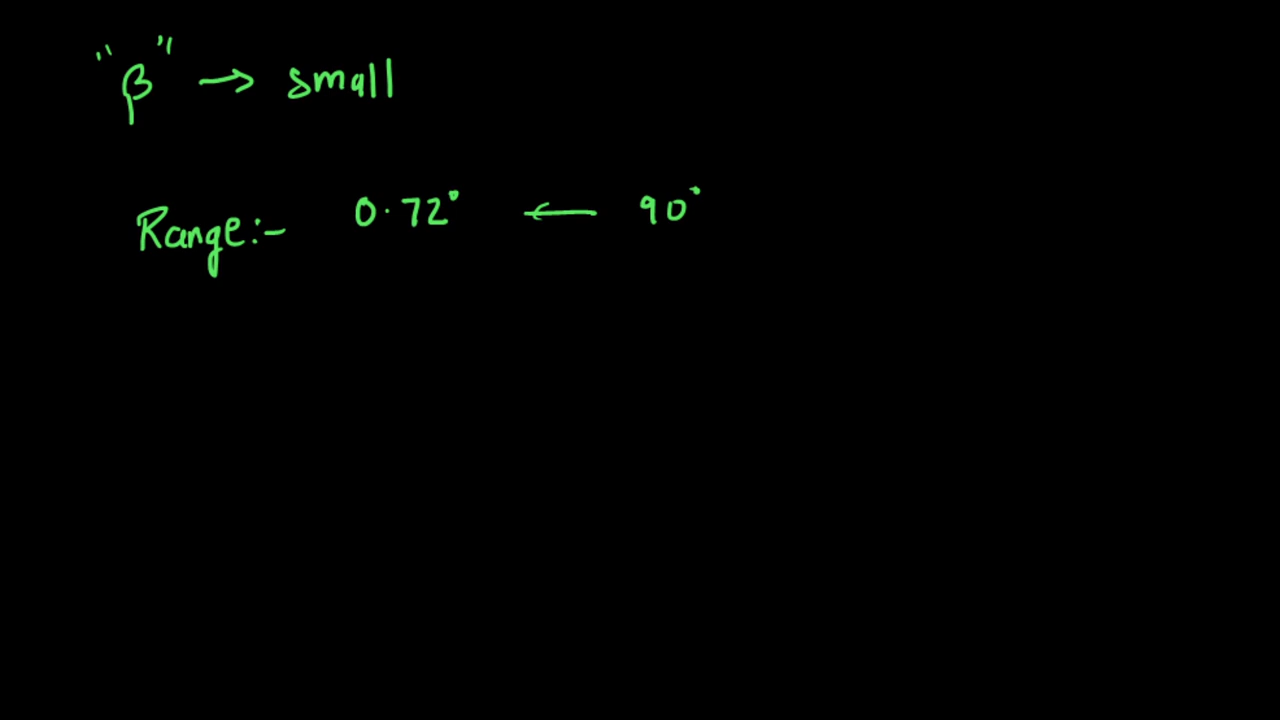 "β" → small
Range:- 0.72° ← 90°